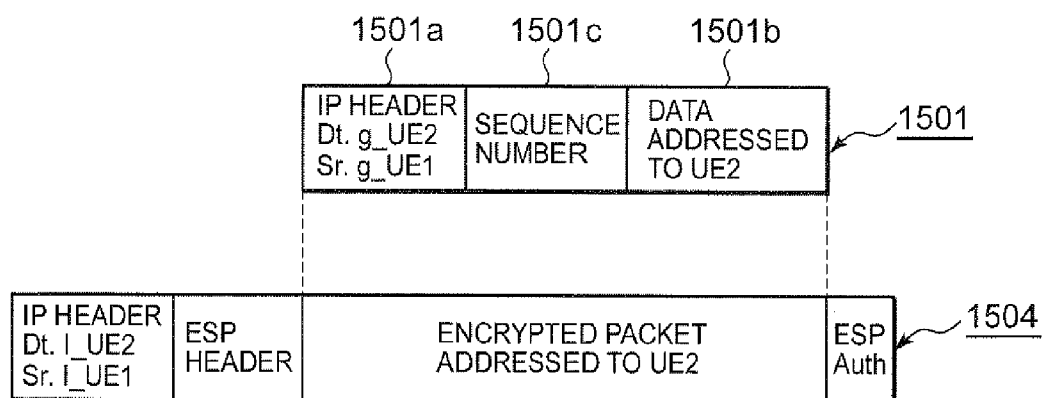 1501a
1501c
1501b
IP HEADER
Dt. g_UE2
Sr. g_UE1
SEQUENCE
NUMBER
DATA
ADDRESSED
TO UE2
1501
IP HEADER
Dt. l_UE2
Sr. l_UE1
ESP
HEADER
ENCRYPTED PACKET
ADDRESSED TO UE2
ESP
Auth
1504